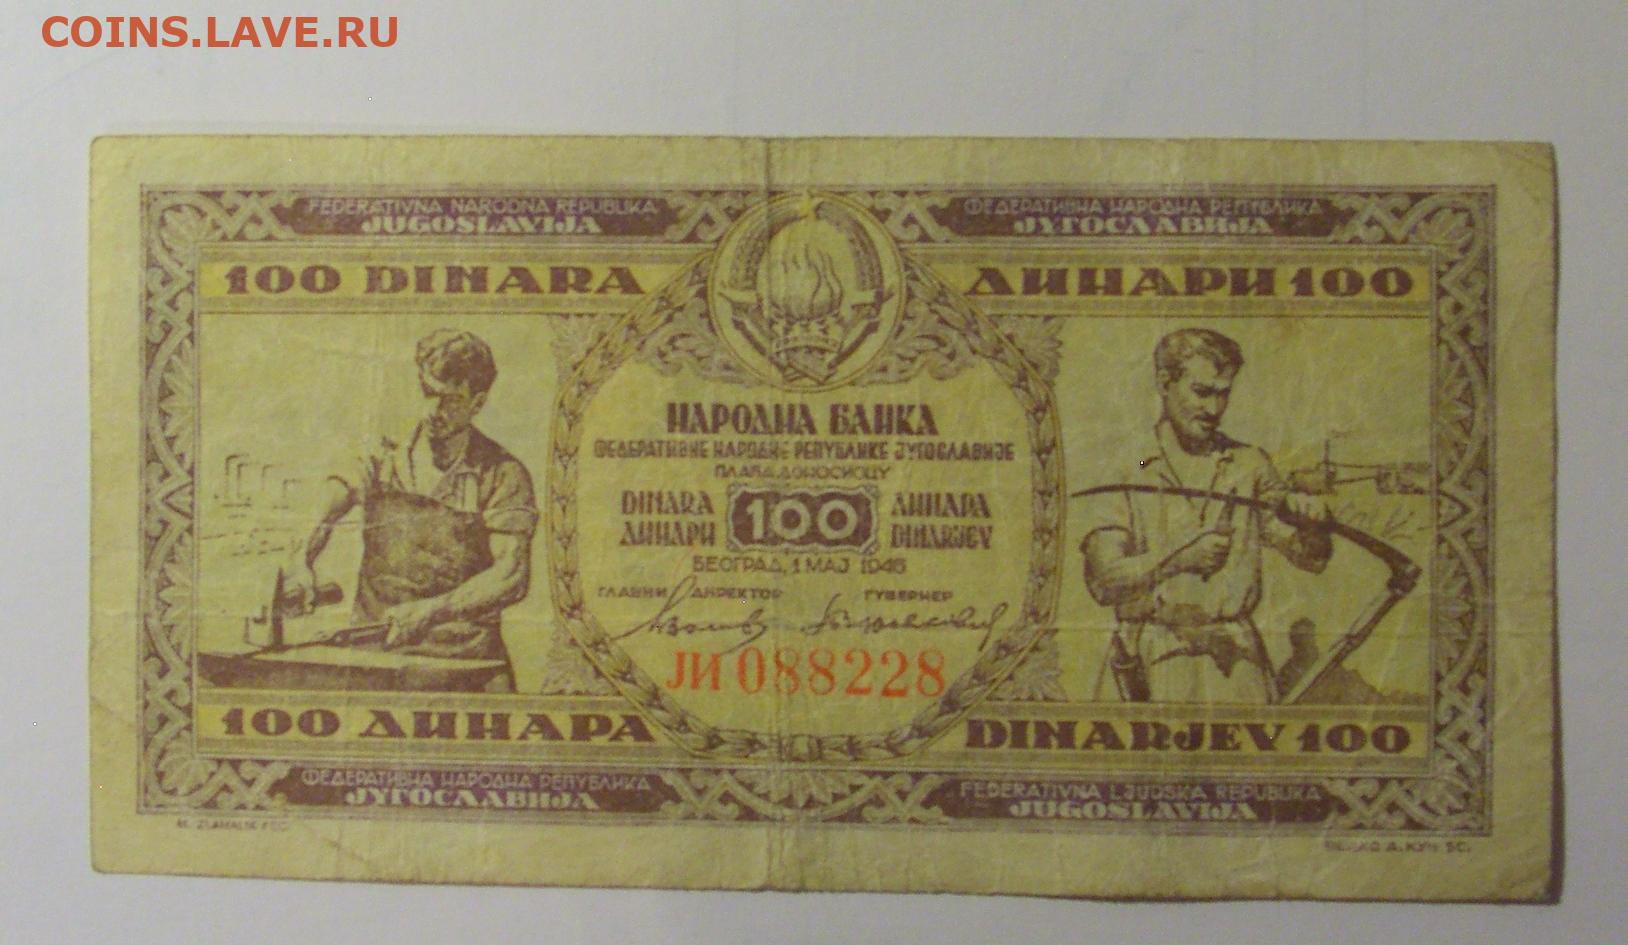 COINS.LAVE.RU
FEDERATIVNA NARODNA REPUBLIKA
JUGOSLAVIJA
ФЕДЕРАТИВНА НАРОДНА РЕПУБЛИКА
ЈУГОСЛАВИЈА
100 DINARA
ДИНАРИ 100
НАРОДНА БАНКА
ФЕДЕРАТИВНЕ НАРОДНЕ РЕПУБЛИКЕ ЈУГОСЛАВИЈЕ
ПЛАЋА ДОНОСИОЦУ
DINARA 100 ДИНАРА
ДИНАРИ DINARJEV
БЕОГРАД, 1 МАЈ 1946
ГЛАВНИ ДИРЕКТОР ГУВЕРНЕР
ЈИ 088228
100 ДИНАРА
DINARJEV 100
ФЕДЕРАТИВНА НАРОДНА РЕПУБЛИКА
ЈУГОСЛАВИЈА
FEDERATIVNA LJUDSKA REPUBLIKA
JUGOSLAVIJA
A. КУН SC.